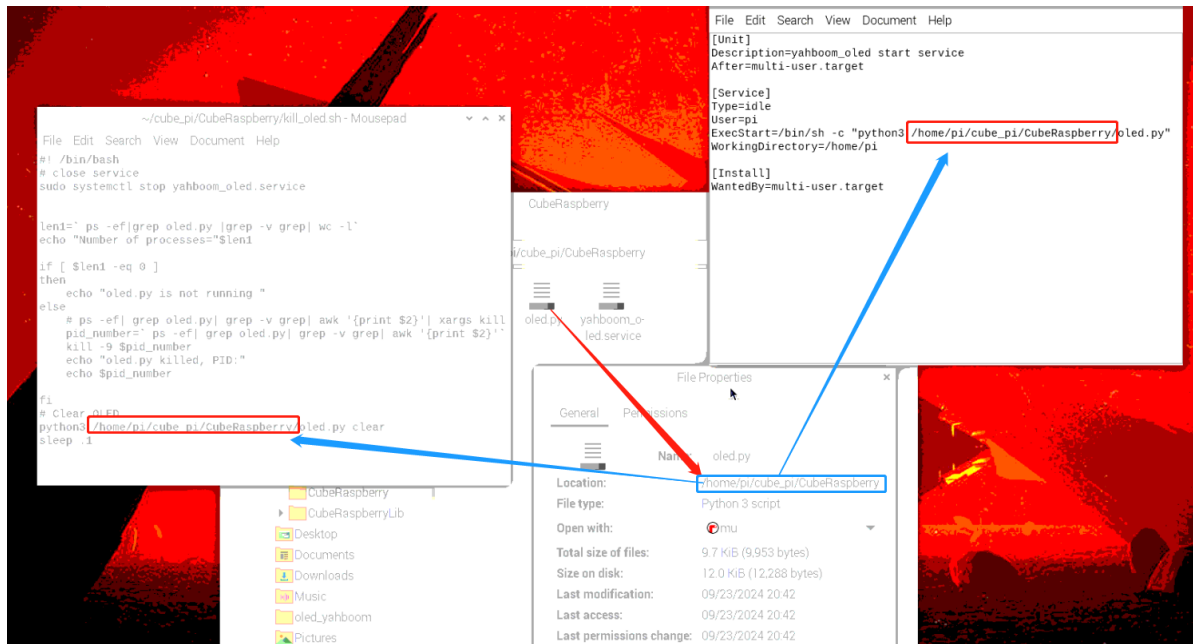 File Edit Search View Document Help
[Unit]
Description=yahboom_oled start service
After=multi-user.target
[Service]
Type=idle
User=pi
ExecStart=/bin/sh -c "python3 /home/pi/cube_pi/CubeRaspberry/oled.py"
WorkingDirectory=/home/pi
[Install]
WantedBy=multi-user.target
~/cube_pi/CubeRaspberry/kill_oled.sh - Mousepad
File Edit Search View Document Help
#! /bin/bash
# close service
sudo systemctl stop yahboom_oled.service
len1=` ps -ef|grep oled.py |grep -v grep| wc -l`
echo "Number of processes="$len1
if [ $len1 -eq 0 ]
then
echo "oled.py is not running "
else
# ps -ef| grep oled.py| grep -v grep| awk '{print $2}'| xargs kill
pid_number=` ps -ef| grep oled.py| grep -v grep| awk '{print $2}'`
kill -9 $pid_number
echo "oled.py killed, PID:"
echo $pid_number
fi
# Clear OLED
python3 /home/pi/cube_pi/CubeRaspberry/oled.py clear
sleep .1
CubeRaspberry
pi/cube_pi/CubeRaspberry
oled.py
yahboom_o-
led.service
File Properties
General Permissions
Name: oled.py
Location: /home/pi/cube_pi/CubeRaspberry
File type: Python 3 script
Open with: mu
Total size of files: 9.7 KiB (9,953 bytes)
Size on disk: 12.0 KiB (12,288 bytes)
Last modification: 09/23/2024 20:42
Last access: 09/23/2024 20:42
Last permissions change: 09/23/2024 20:42
CubeRaspberry
CubeRaspberryLib
Desktop
Documents
Downloads
Music
oled_yahboom
Pictures